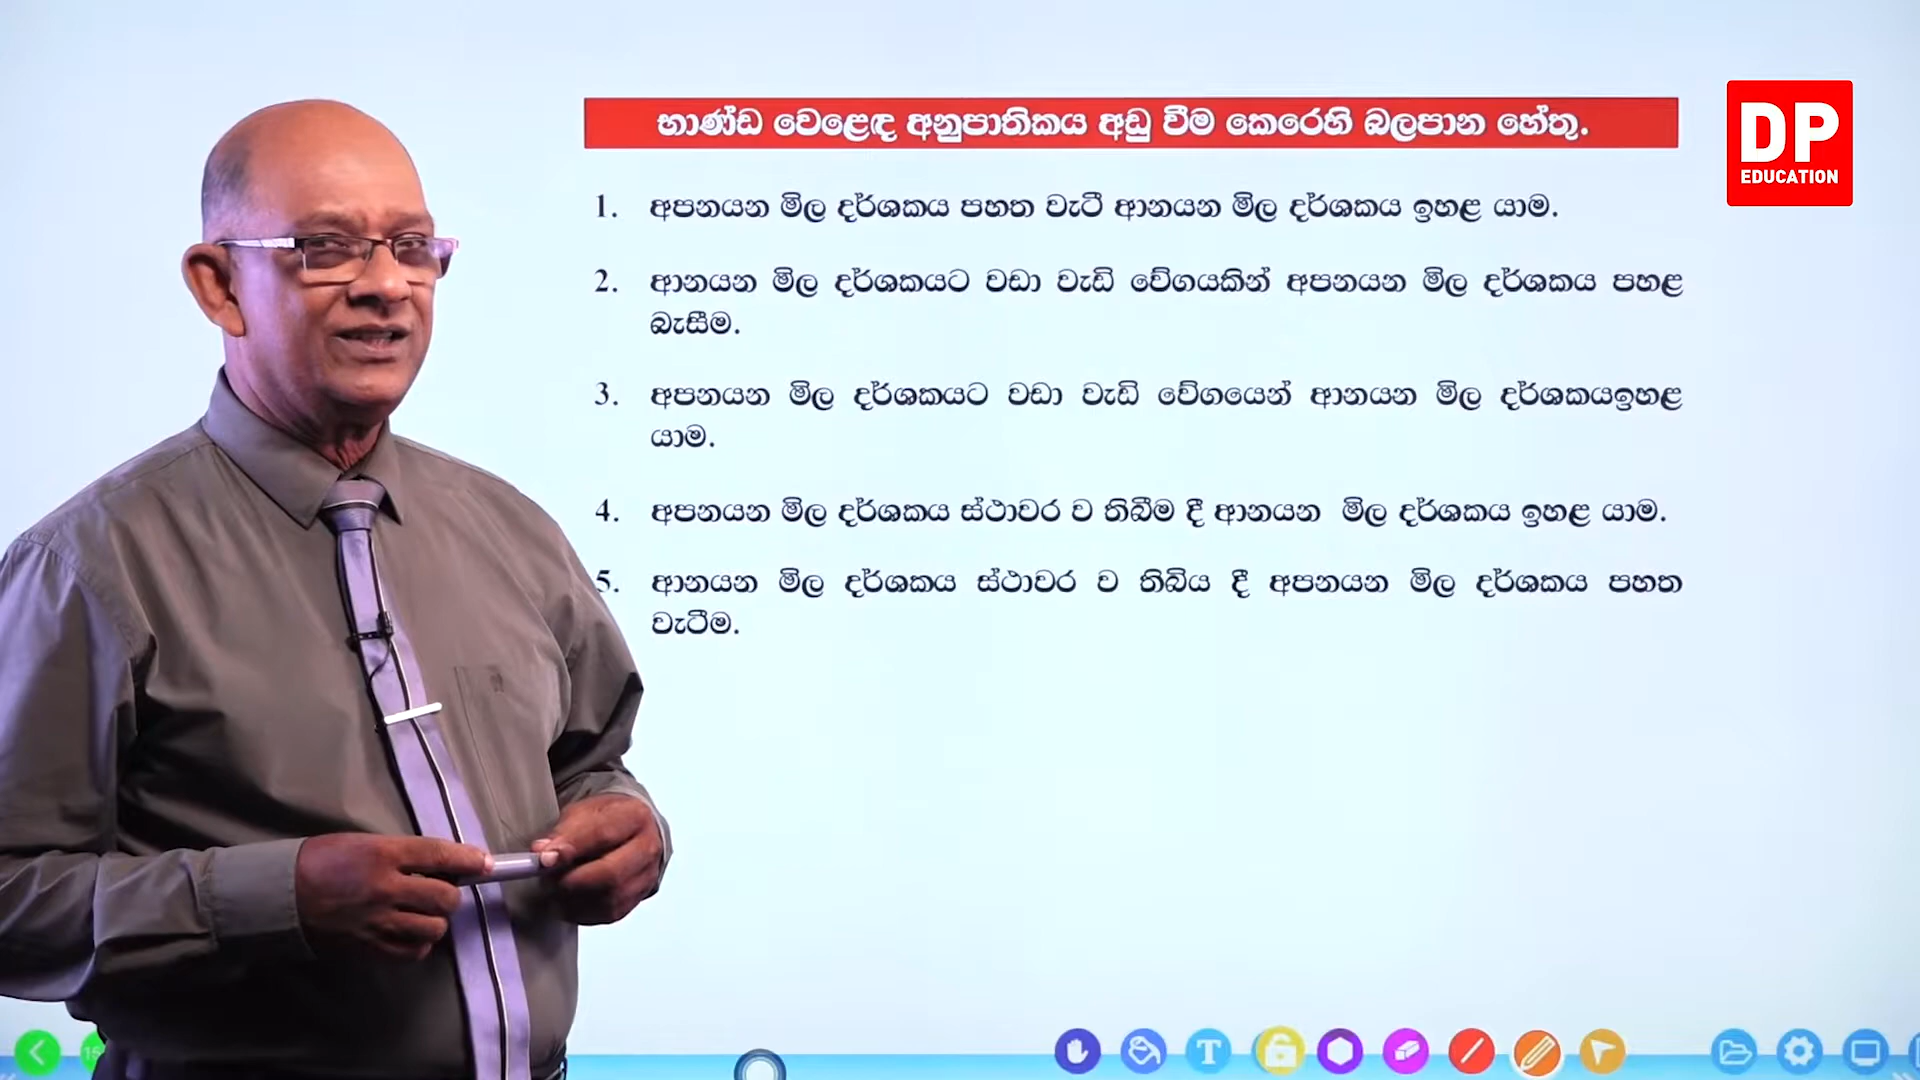 භාණ්ඩ වෙළෙඳ අනුපාතිකය අඩු වීම කෙරෙහි බලපාන හේතු.
DP
EDUCATION
1. අපනයන මිල දර්ශකය පහත වැටී ආනයන මිල දර්ශකය ඉහළ යාම.
2. ආනයන මිල දර්ශකයට වඩා වැඩි වේගයකින් අපනයන මිල දර්ශකය පහළ
බැසීම.
3. අපනයන මිල දර්ශකයට වඩා වැඩි වේගයෙන් ආනයන මිල දර්ශකයඉහළ
යාම.
4. අපනයන මිල දර්ශකය ස්ථාවර ව තිබීම දී ආනයන මිල දර්ශකය ඉහළ යාම.
5. ආනයන මිල දර්ශකය ස්ථාවර ව තිබිය දී අපනයන මිල දර්ශකය පහත
වැටීම.
15
T